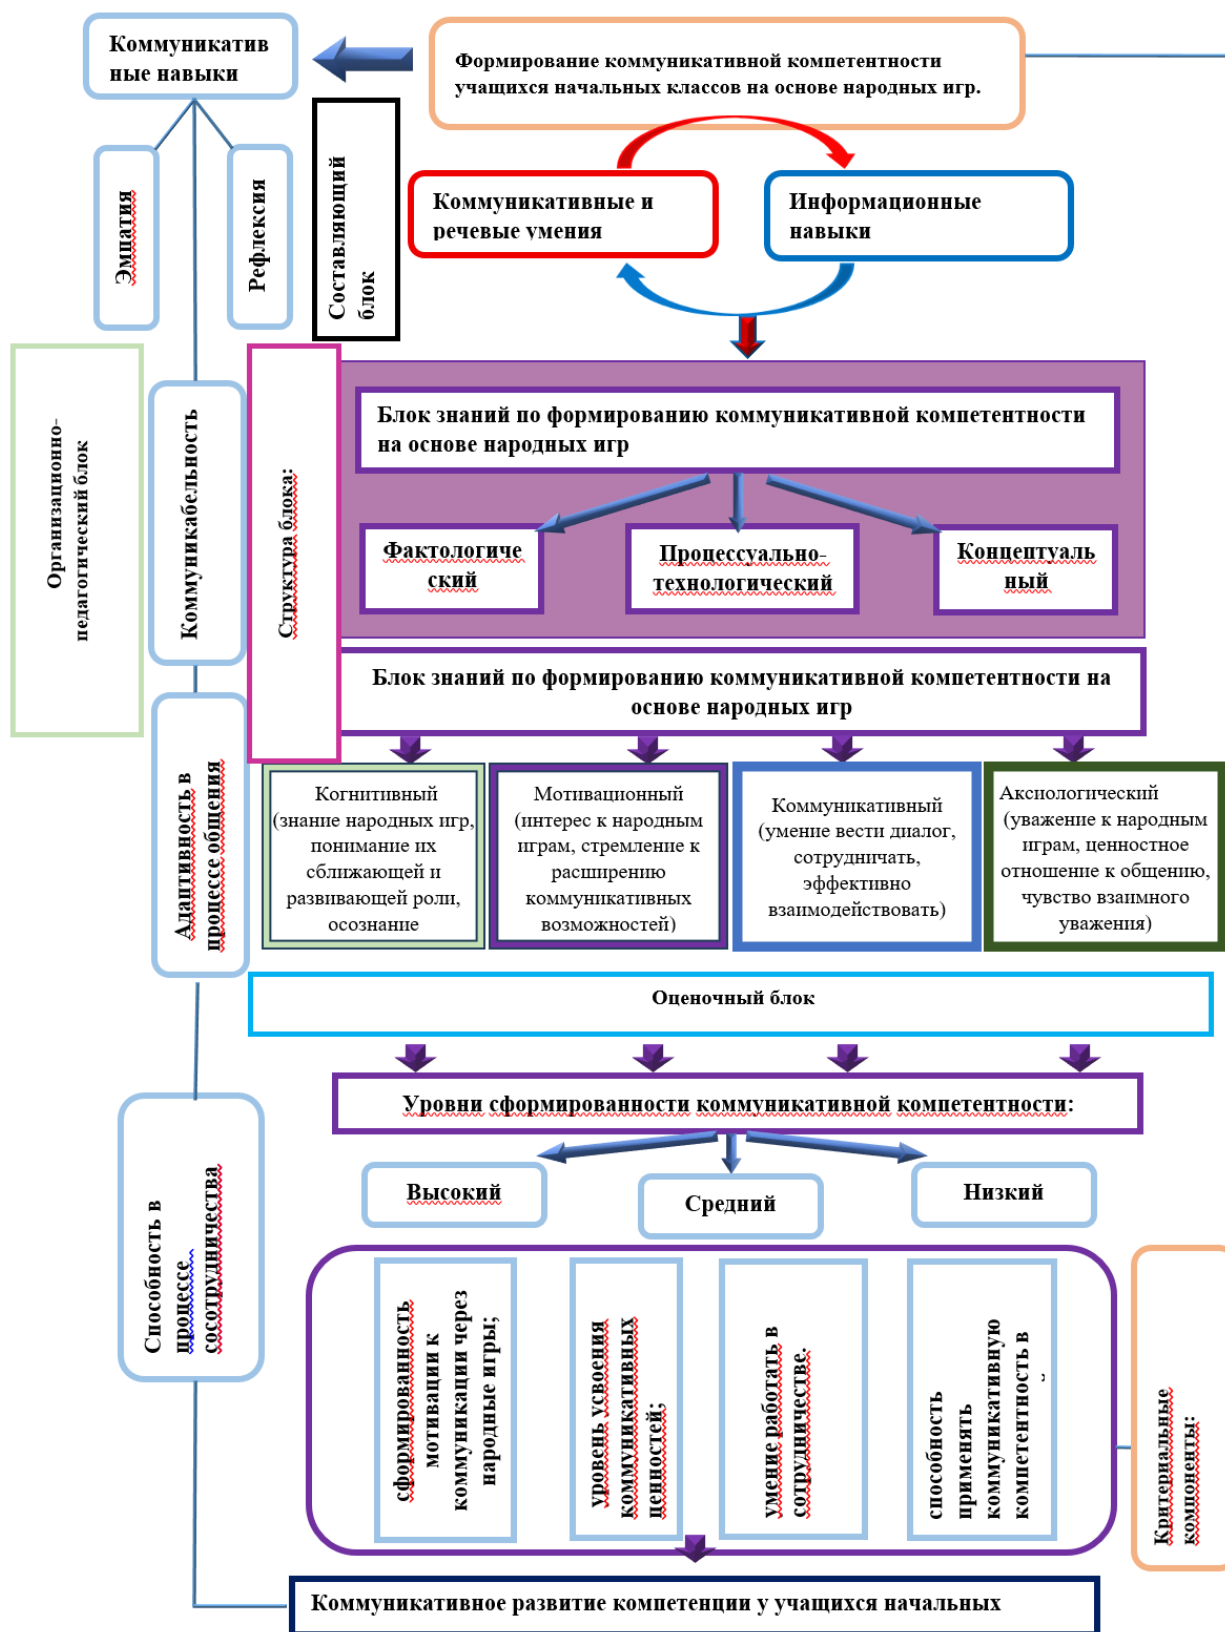 Коммуникатив
ные навыки
Формирование коммуникативной компетентности
учащихся начальных классов на основе народных игр.
Эмпатия
Рефлексия
Составляющий
блок
Коммуникативные и
речевые умения
Информационные
навыки
Организационно-
педагогический блок
Коммуникабельность
Структура блока:
Блок знаний по формированию коммуникативной компетентности
на основе народных игр
Фактологиче
ский
Процессуально-
технологический
Концептуаль
ный
Блок знаний по формированию коммуникативной компетентности на
основе народных игр
Адаптивность в
процессе общения
Когнитивный
(знание народных игр,
понимание их
сближающей и
развивающей роли,
осознание
Мотивационный
(интерес к народным
играм, стремление к
расширению
коммуникативных
возможностей)
Коммуникативный
(умение вести диалог,
сотрудничать,
эффективно
взаимодействовать)
Аксиологический
(уважение к народным
играм, ценностное
отношение к общению,
чувство взаимного
уважения)
Оценочный блок
Уровни сформированности коммуникативной компетентности:
Способность в
процессе
сосотрудничества
Высокий
Средний
Низкий
сформированность
мотивации к
коммуникации через
народные игры;
уровень усвоения
коммуникативных
ценностей;
умение работать в
сотрудничестве.
способность
применять
коммуникативную
компетентность в
Критериальные
компоненты:
Коммуникативное развитие компетенции у учащихся начальных